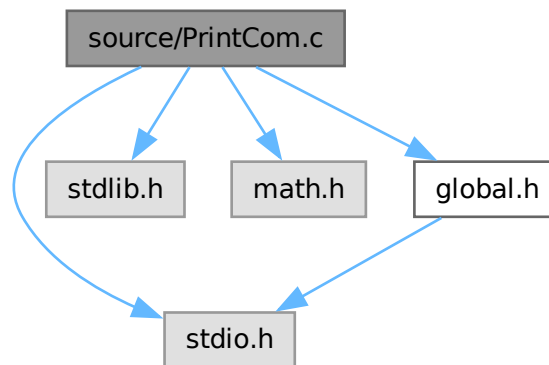 source/PrintCom.c
stdlib.h
math.h
global.h
stdio.h